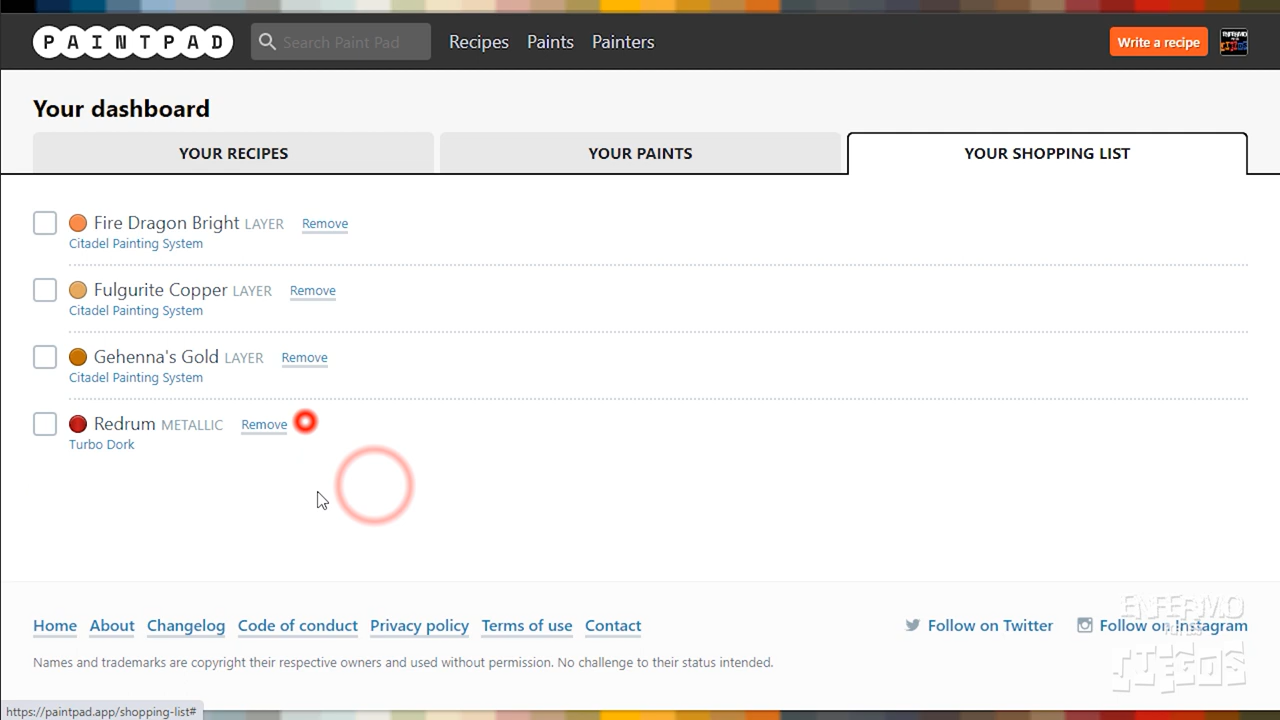 PAINTPAD
Search Paint Pad
Recipes
Paints
Painters
Write a recipe
Your dashboard
YOUR RECIPES
YOUR PAINTS
YOUR SHOPPING LIST
Fire Dragon Bright LAYER Remove
Citadel Painting System
Fulgurite Copper LAYER Remove
Citadel Painting System
Gehenna's Gold LAYER Remove
Citadel Painting System
Redrum METALLIC Remove
Turbo Dork
Home About Changelog Code of conduct Privacy policy Terms of use Contact
Follow on Twitter
Follow on Instagram
Names and trademarks are copyright their respective owners and used without permission. No challenge to their status intended.
ENFERMO
https://paintpad.app/shopping-list#